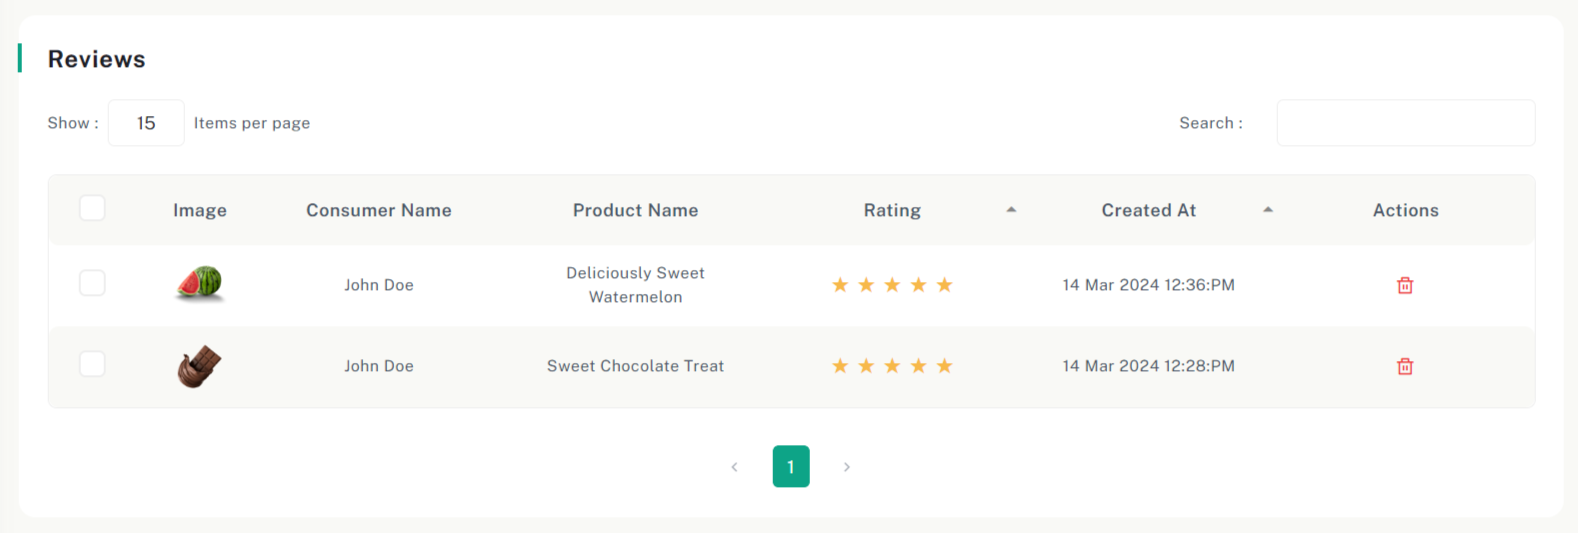 Reviews
Show : 15 Items per page Search :
Image Consumer Name Product Name Rating Created At Actions
John Doe Deliciously Sweet Watermelon 14 Mar 2024 12:36:PM
John Doe Sweet Chocolate Treat 14 Mar 2024 12:28:PM
1